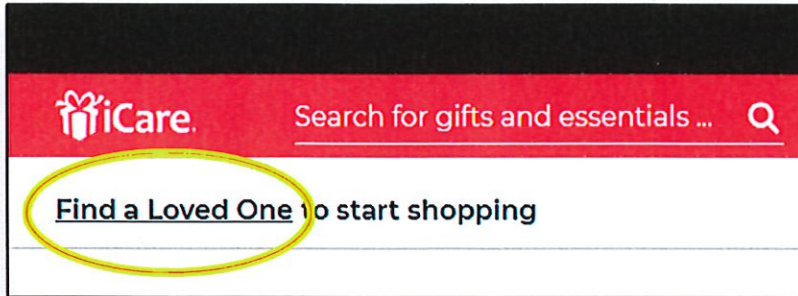 iCare.
Search for gifts and essentials ...
Find a Loved One to start shopping